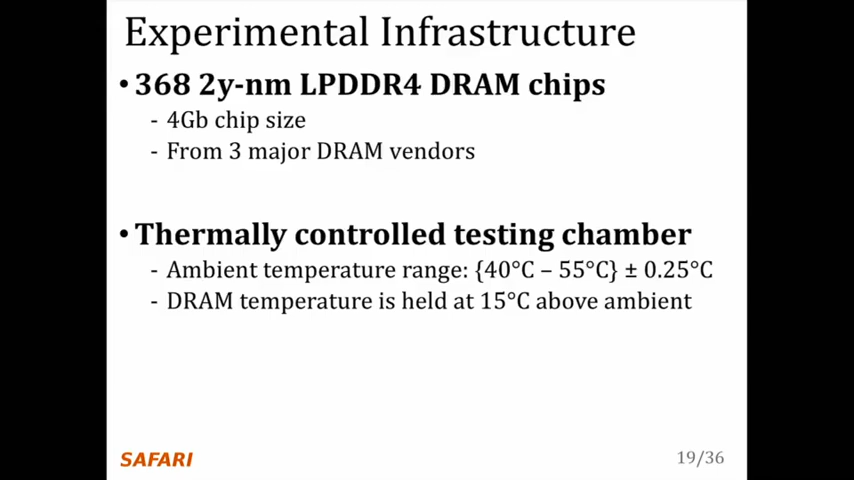 Experimental Infrastructure
• 368 2y-nm LPDDR4 DRAM chips
- 4Gb chip size
- From 3 major DRAM vendors
• Thermally controlled testing chamber
- Ambient temperature range: {40°C – 55°C} ± 0.25°C
- DRAM temperature is held at 15°C above ambient
SAFARI
19/36